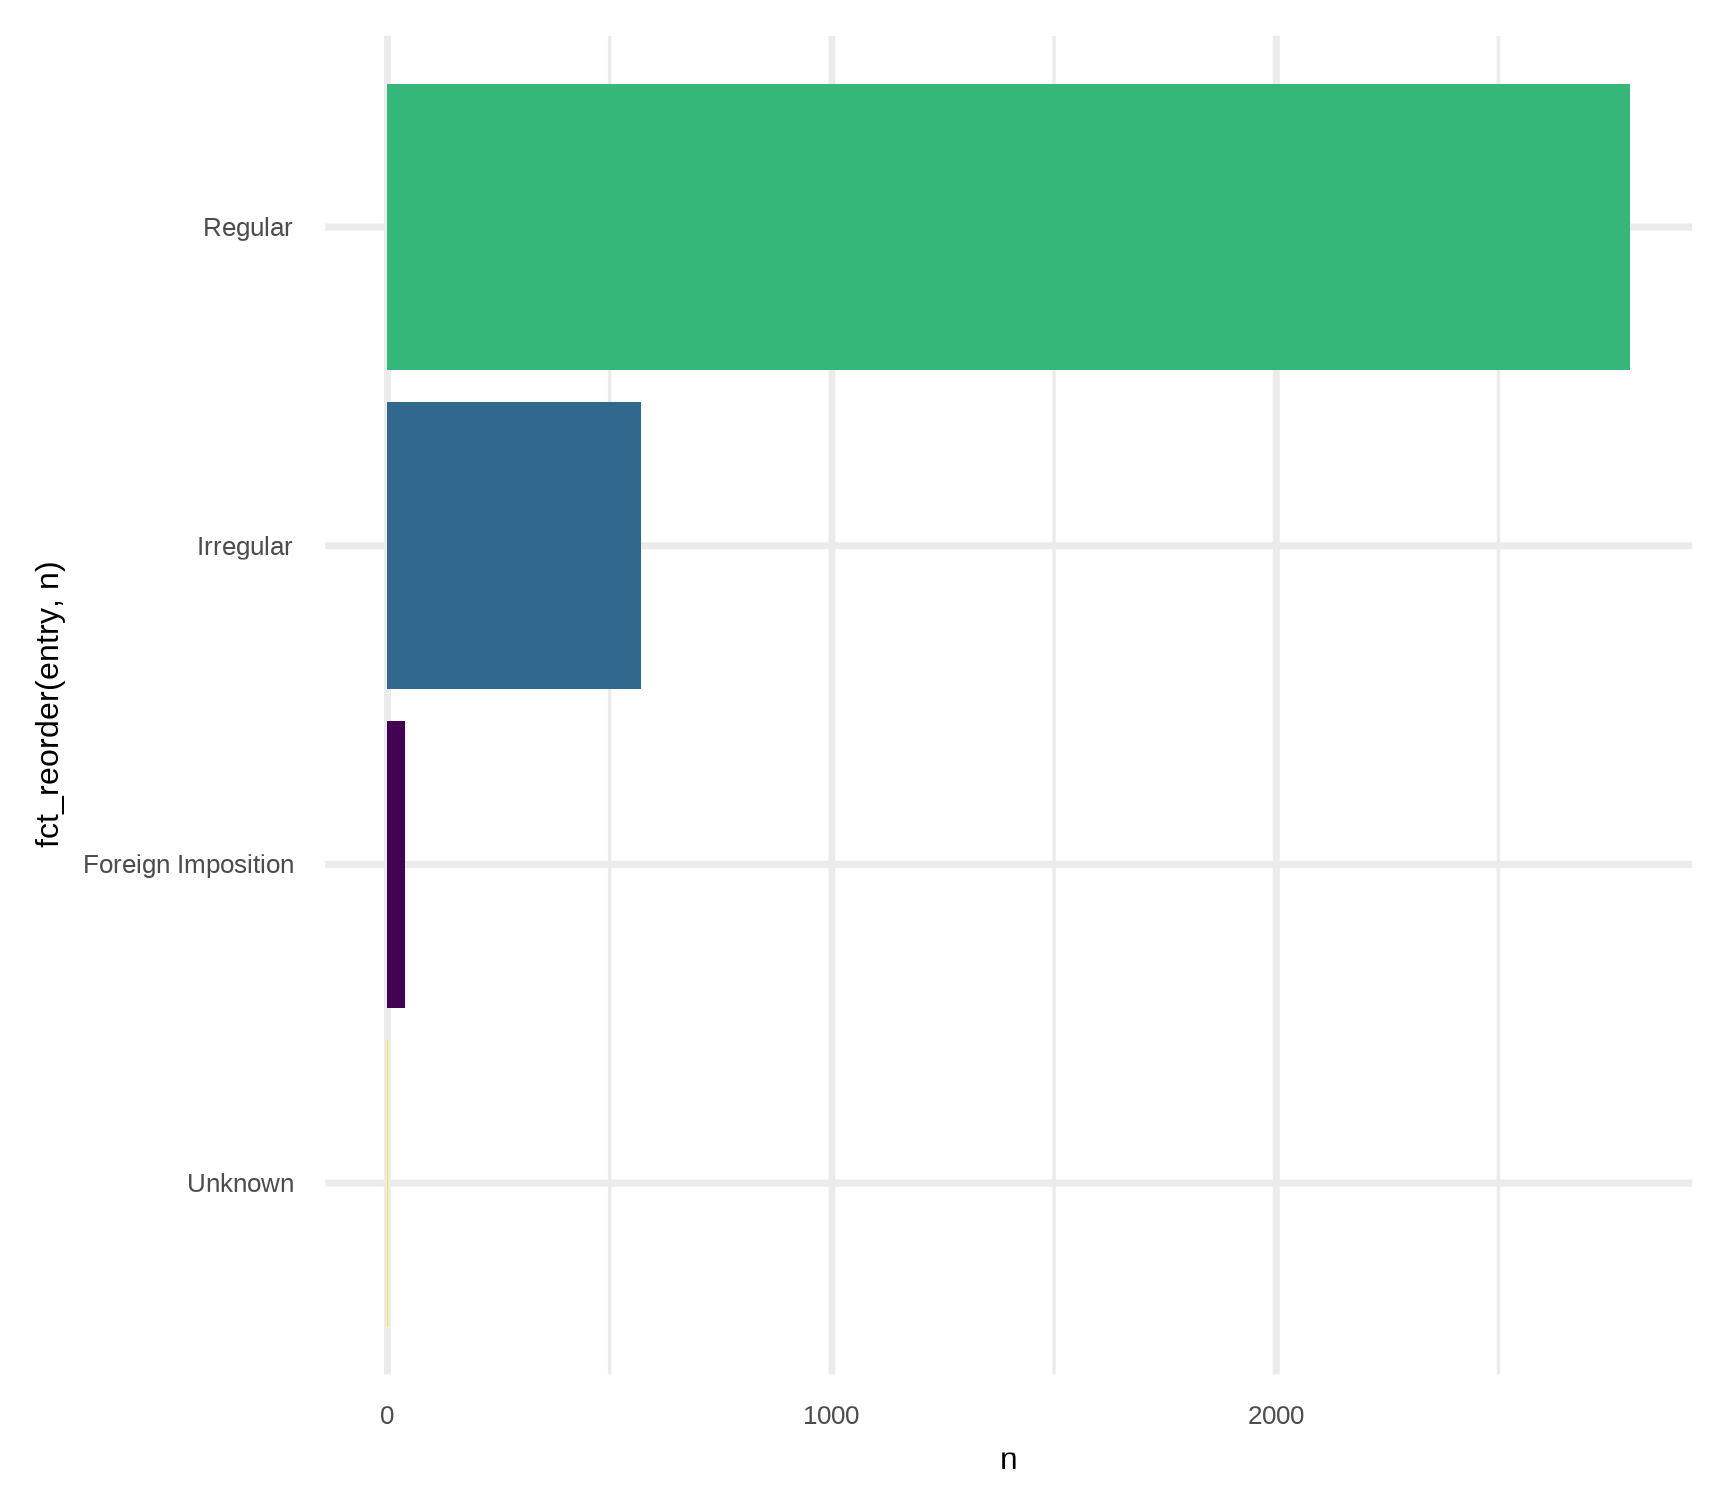 fct_reorder(entry, n)
Regular
Irregular
Foreign Imposition
Unknown
0
1000
2000
n